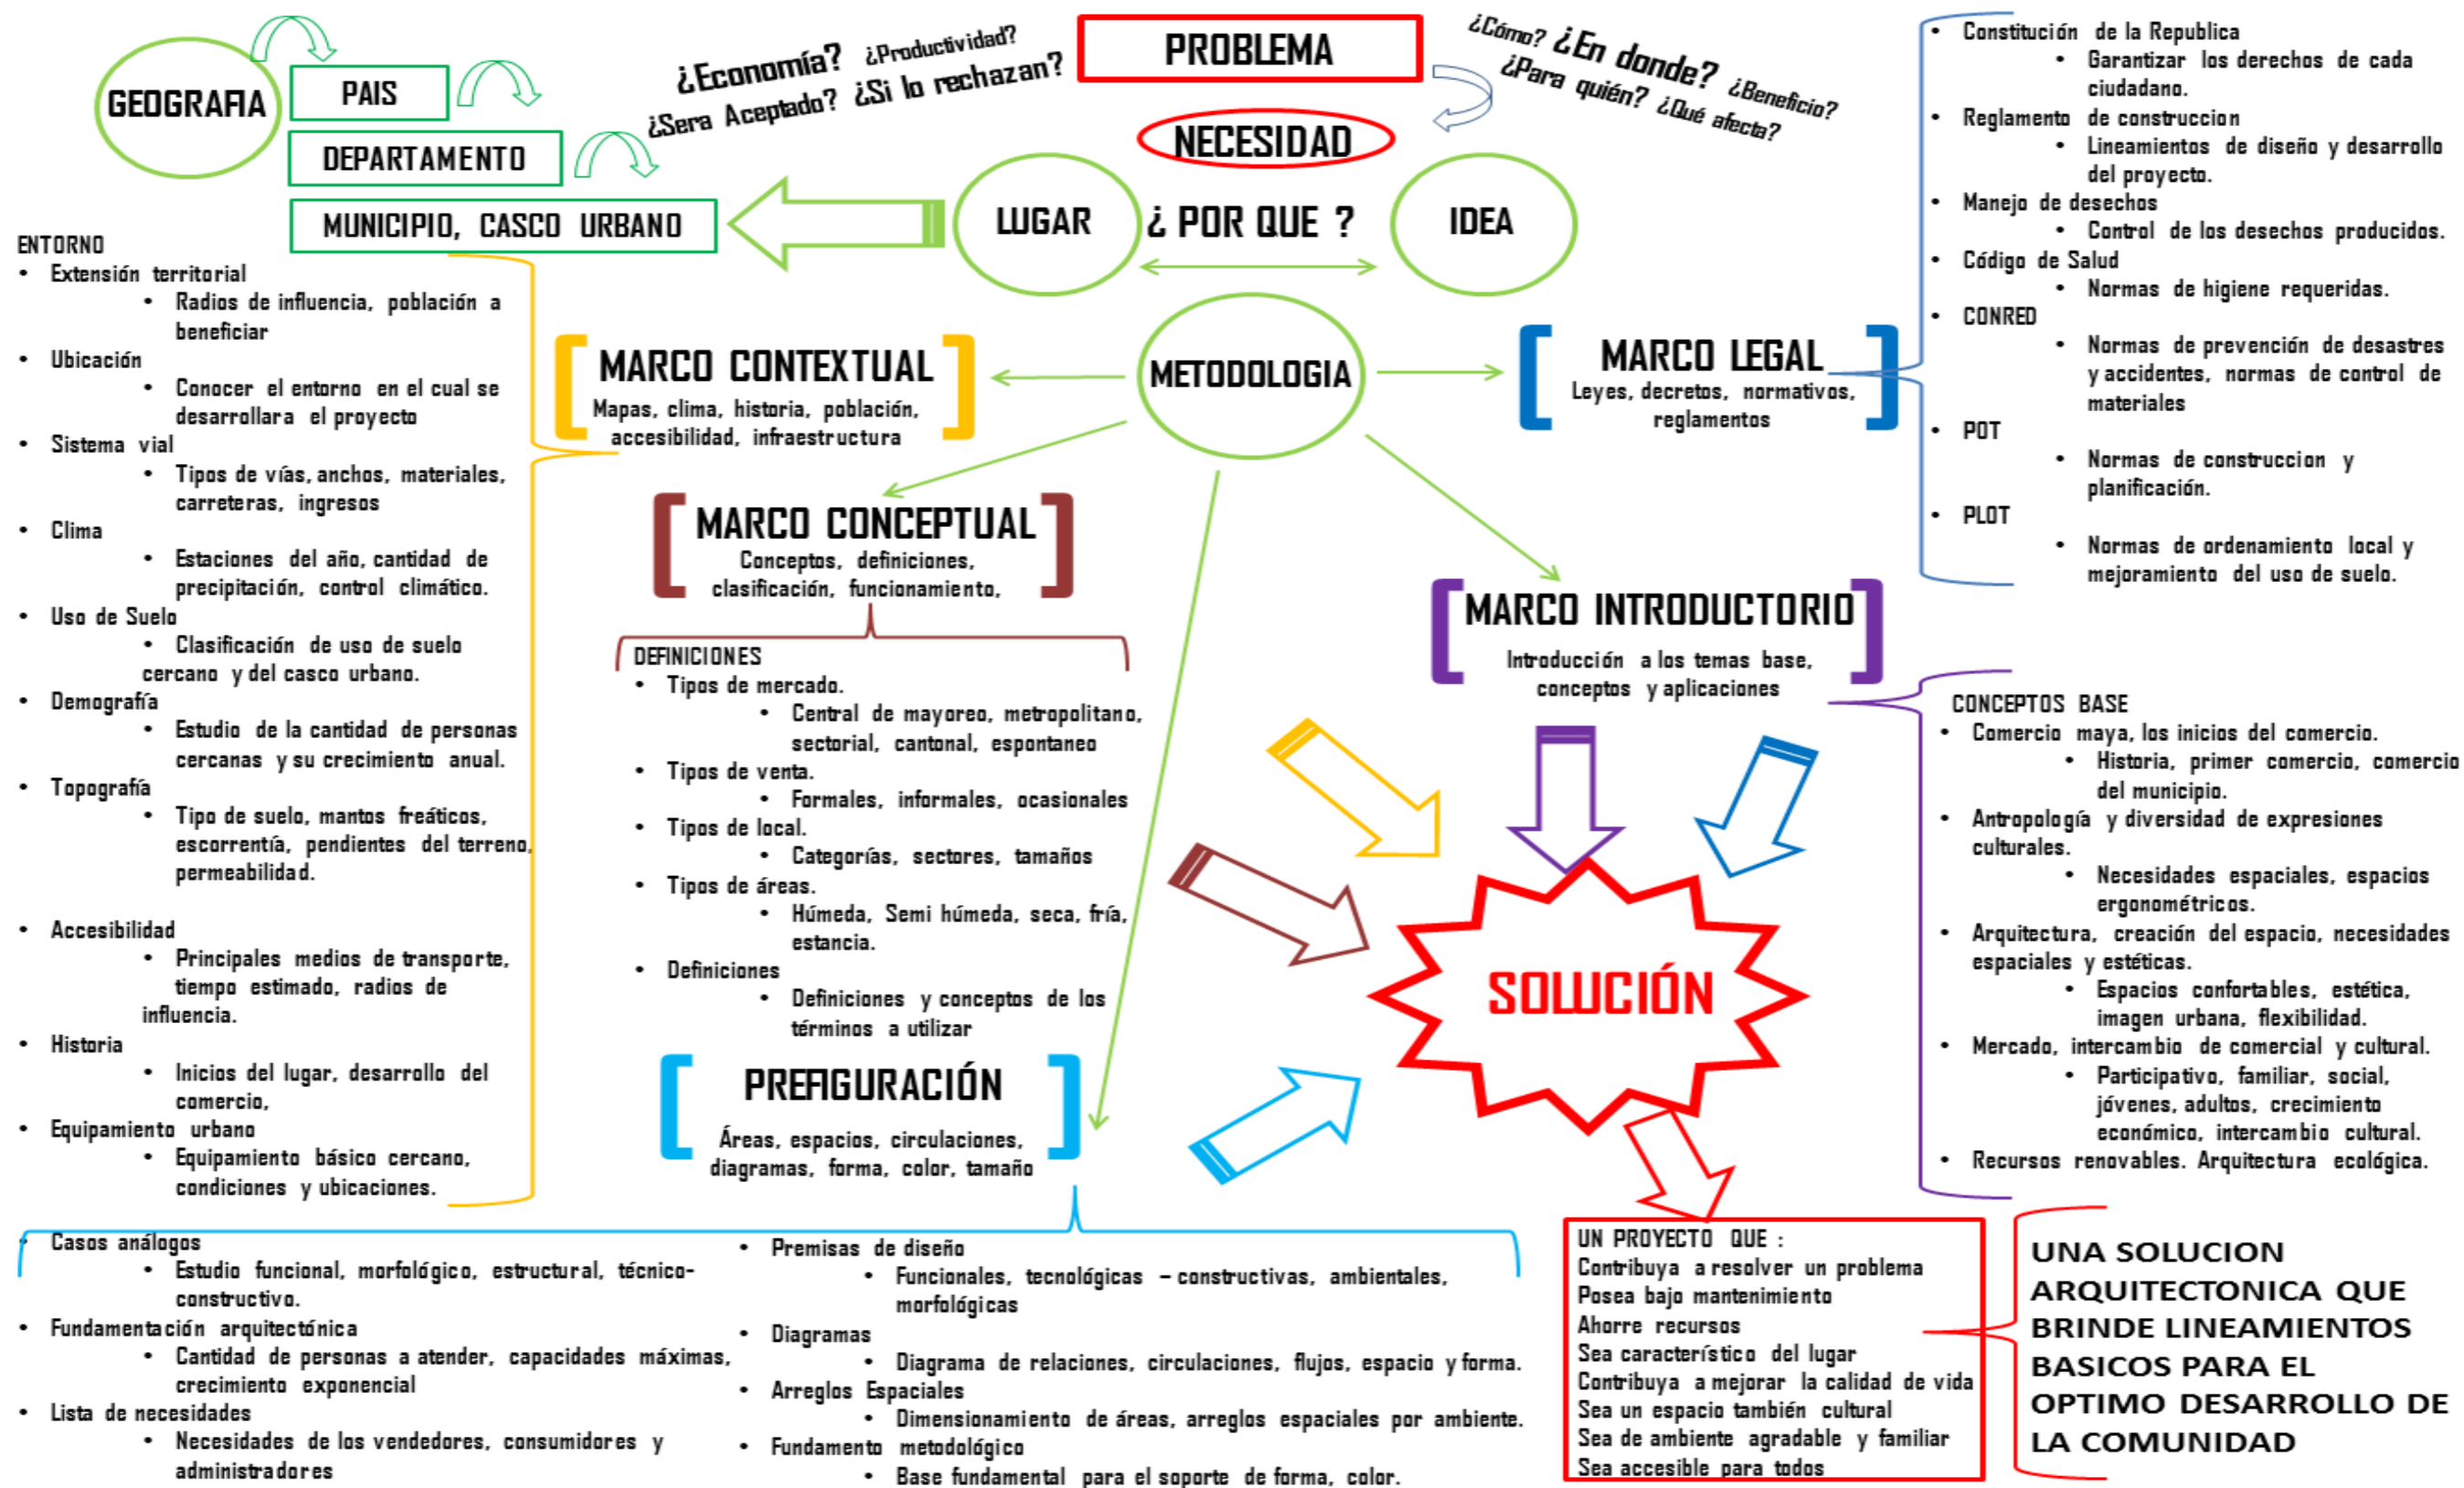 GEOGRAFIA
PAIS
DEPARTAMENTO
MUNICIPIO, CASCO URBANO
¿Economía? ¿Productividad?
¿Sera Aceptado? ¿Si lo rechazan?
PROBLEMA
NECESIDAD
¿Cómo? ¿En donde? ¿Beneficio?
¿Para quién? ¿Qué afecta?
LUGAR
¿ POR QUE ?
IDEA
METODOLOGIA
ENTORNO
• Extensión territorial
• Radios de influencia, población a
beneficiar
• Ubicación
• Conocer el entorno en el cual se
desarrollara el proyecto
• Sistema vial
• Tipos de vías, anchos, materiales,
carreteras, ingresos
• Clima
• Estaciones del año, cantidad de
precipitación, control climático.
• Uso de Suelo
• Clasificación de uso de suelo
cercano y del casco urbano.
• Demografía
• Estudio de la cantidad de personas
cercanas y su crecimiento anual.
• Topografía
• Tipo de suelo, mantos freáticos,
escorrentía, pendientes del terreno,
permeabilidad.
• Accesibilidad
• Principales medios de transporte,
tiempo estimado, radios de
influencia.
• Historia
• Inicios del lugar, desarrollo del
comercio,
• Equipamiento urbano
• Equipamiento básico cercano,
condiciones y ubicaciones.
MARCO CONTEXTUAL
Mapas, clima, historia, población,
accesibilidad, infraestructura
MARCO LEGAL
Leyes, decretos, normativos,
reglamentos
• Constitución de la Republica
• Garantizar los derechos de cada
ciudadano.
• Reglamento de construccion
• Lineamientos de diseño y desarrollo
del proyecto.
• Manejo de desechos
• Control de los desechos producidos.
• Código de Salud
• Normas de higiene requeridas.
• CONRED
• Normas de prevención de desastres
y accidentes, normas de control de
materiales
• POT
• Normas de construccion y
planificación.
• PLOT
• Normas de ordenamiento local y
mejoramiento del uso de suelo.
MARCO CONCEPTUAL
Conceptos, definiciones,
clasificación, funcionamiento,
DEFINICIONES
• Tipos de mercado.
• Central de mayoreo, metropolitano,
sectorial, cantonal, espontaneo
• Tipos de venta.
• Formales, informales, ocasionales
• Tipos de local.
• Categorías, sectores, tamaños
• Tipos de áreas.
• Húmeda, Semi húmeda, seca, fría,
estancia.
• Definiciones
• Definiciones y conceptos de los
términos a utilizar
MARCO INTRODUCTORIO
Introducción a los temas base,
conceptos y aplicaciones
CONCEPTOS BASE
• Comercio maya, los inicios del comercio.
• Historia, primer comercio, comercio
del municipio.
• Antropología y diversidad de expresiones
culturales.
• Necesidades espaciales, espacios
ergonométricos.
• Arquitectura, creación del espacio, necesidades
espaciales y estéticas.
• Espacios confortables, estética,
imagen urbana, flexibilidad.
• Mercado, intercambio de comercial y cultural.
• Participativo, familiar, social,
jóvenes, adultos, crecimiento
económico, intercambio cultural.
• Recursos renovables. Arquitectura ecológica.
SOLUCIÓN
PREFIGURACIÓN
Áreas, espacios, circulaciones,
diagramas, forma, color, tamaño
• Casos análogos
• Estudio funcional, morfológico, estructural, técnico-
constructivo.
• Fundamentación arquitectónica
• Cantidad de personas a atender, capacidades máximas,
crecimiento exponencial
• Lista de necesidades
• Necesidades de los vendedores, consumidores y
administradores
• Premisas de diseño
• Funcionales, tecnológicas – constructivas, ambientales,
morfológicas
• Diagramas
• Diagrama de relaciones, circulaciones, flujos, espacio y forma.
• Arreglos Espaciales
• Dimensionamiento de áreas, arreglos espaciales por ambiente.
• Fundamento metodológico
• Base fundamental para el soporte de forma, color.
UN PROYECTO QUE :
Contribuya a resolver un problema
Posea bajo mantenimiento
Ahorre recursos
Sea característico del lugar
Contribuya a mejorar la calidad de vida
Sea un espacio también cultural
Sea de ambiente agradable y familiar
Sea accesible para todos
UNA SOLUCION
ARQUITECTONICA QUE
BRINDE LINEAMIENTOS
BASICOS PARA EL
OPTIMO DESARROLLO DE
LA COMUNIDAD